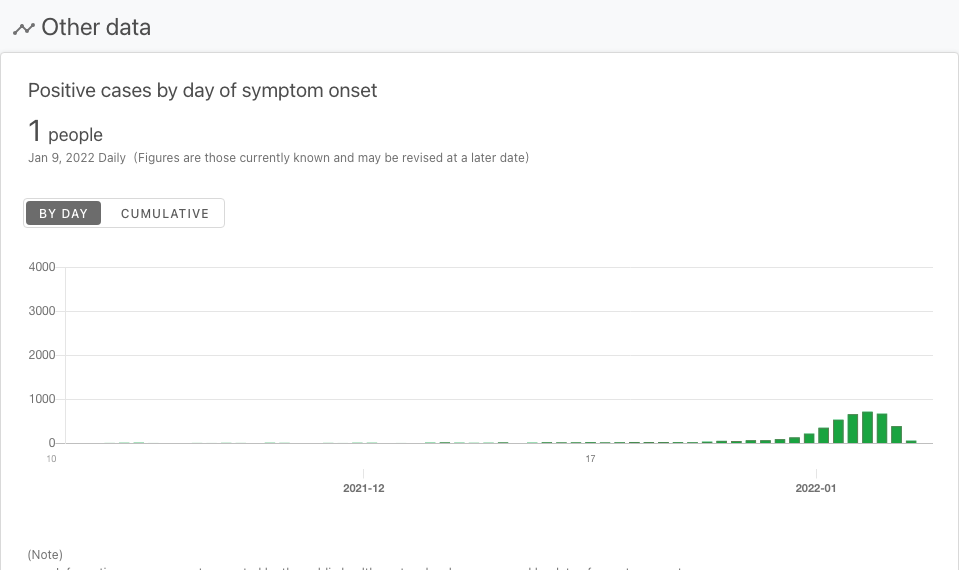 Other data
Positive cases by day of symptom onset
1 people
Jan 9, 2022 Daily (Figures are those currently known and may be revised at a later date)
BY DAY CUMULATIVE
4000
3000
2000
1000
0
10 17
2021-12 2022-01
(Note)